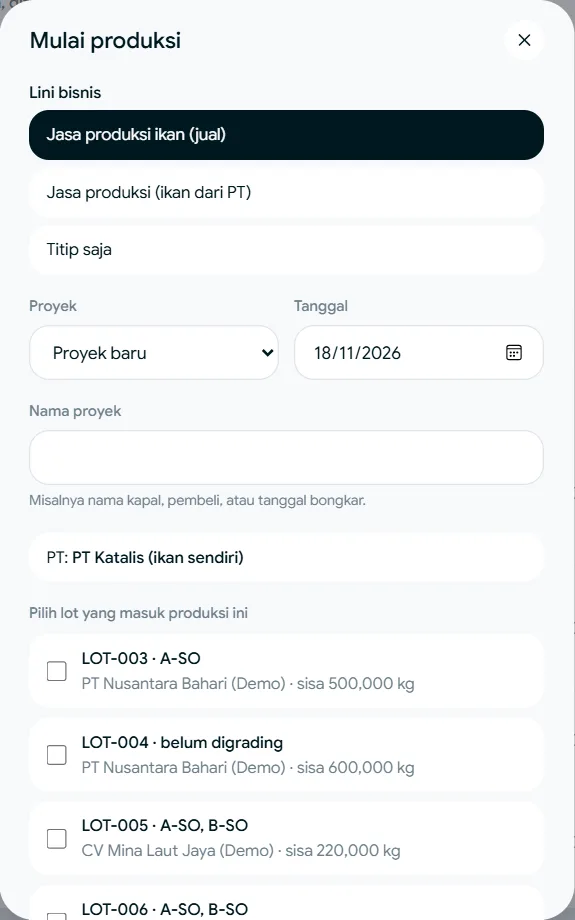 Mulai produksi
Lini bisnis
Jasa produksi ikan (jual)
Jasa produksi (ikan dari PT)
Titip saja
Proyek
Tanggal
Proyek baru
18/11/2026
Nama proyek
Misalnya nama kapal, pembeli, atau tanggal bongkar.
PT: PT Katalis (ikan sendiri)
Pilih lot yang masuk produksi ini
LOT-003 · A-SO
PT Nusantara Bahari (Demo) · sisa 500,000 kg
LOT-004 · belum digrading
PT Nusantara Bahari (Demo) · sisa 600,000 kg
LOT-005 · A-SO, B-SO
CV Mina Laut Jaya (Demo) · sisa 220,000 kg
LOT-006 · A-SO, B-SO